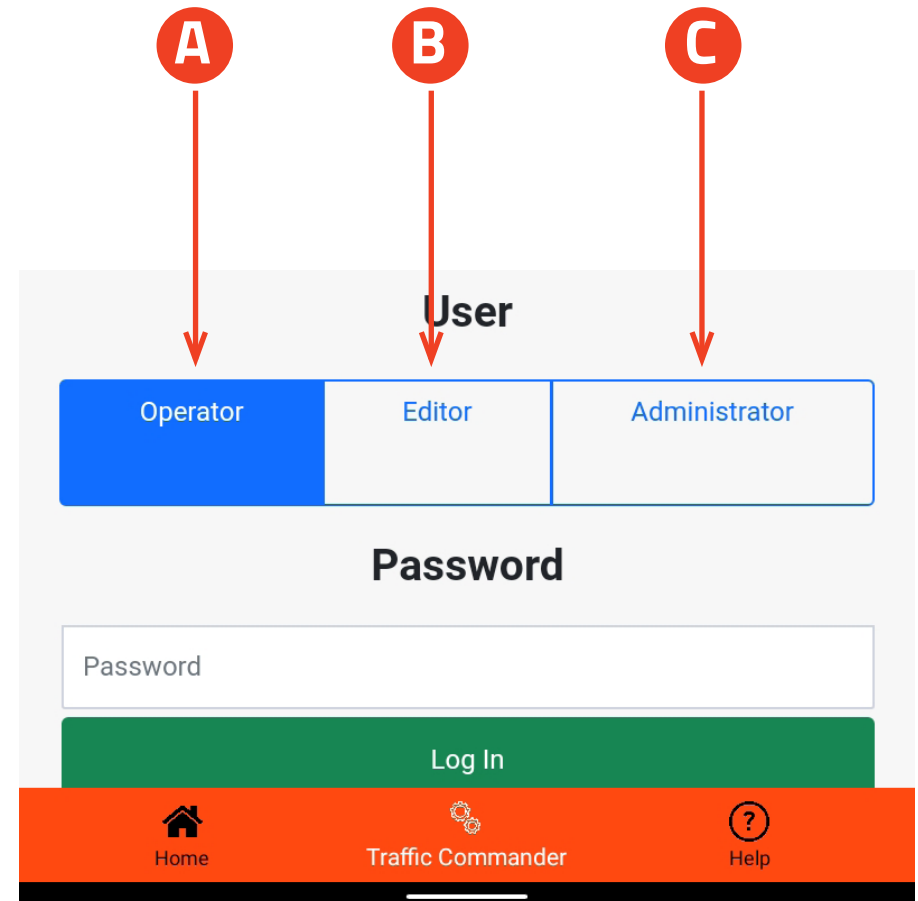 A B C
User
Operator Editor Administrator
Password
Password
Log In
Home Traffic Commander Help